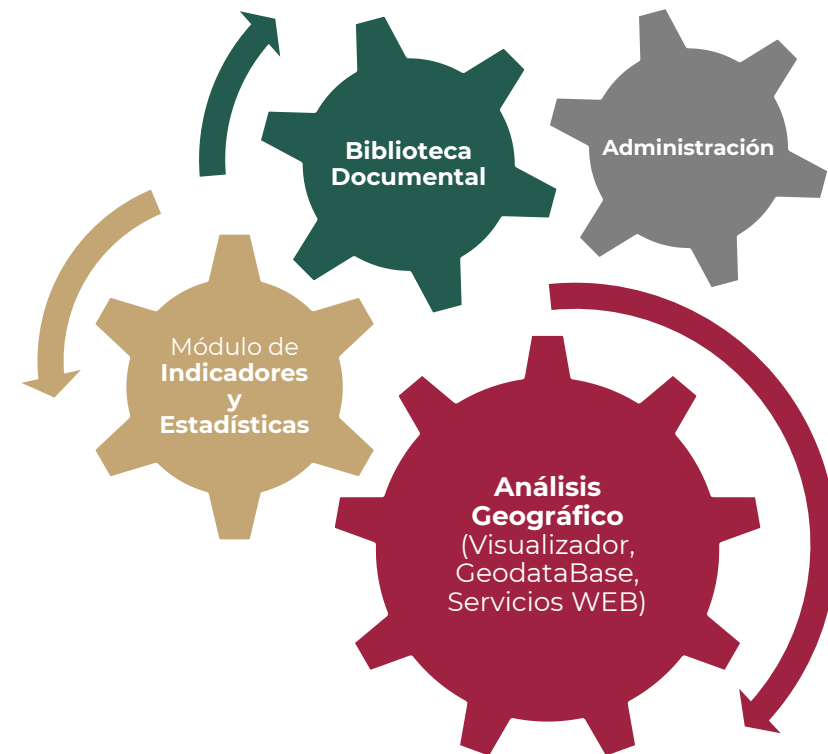 Biblioteca
Documental
Administración
Módulo de
Indicadores
y
Estadísticas
Análisis
Geográfico
(Visualizador,
GeodataBase,
Servicios WEB)